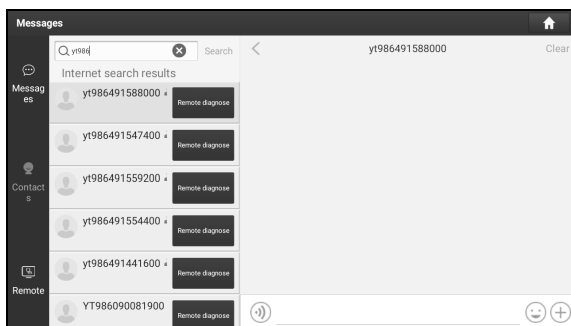 Messages
yt986
Search
yt986491588000
Clear
Internet search results
Messag
es
yt986491588000
Remote diagnose
yt986491547400
Remote diagnose
Contact
s
yt986491559200
Remote diagnose
yt986491554400
Remote diagnose
yt986491441600
Remote diagnose
Remote
YT986090081900
Remote diagnose